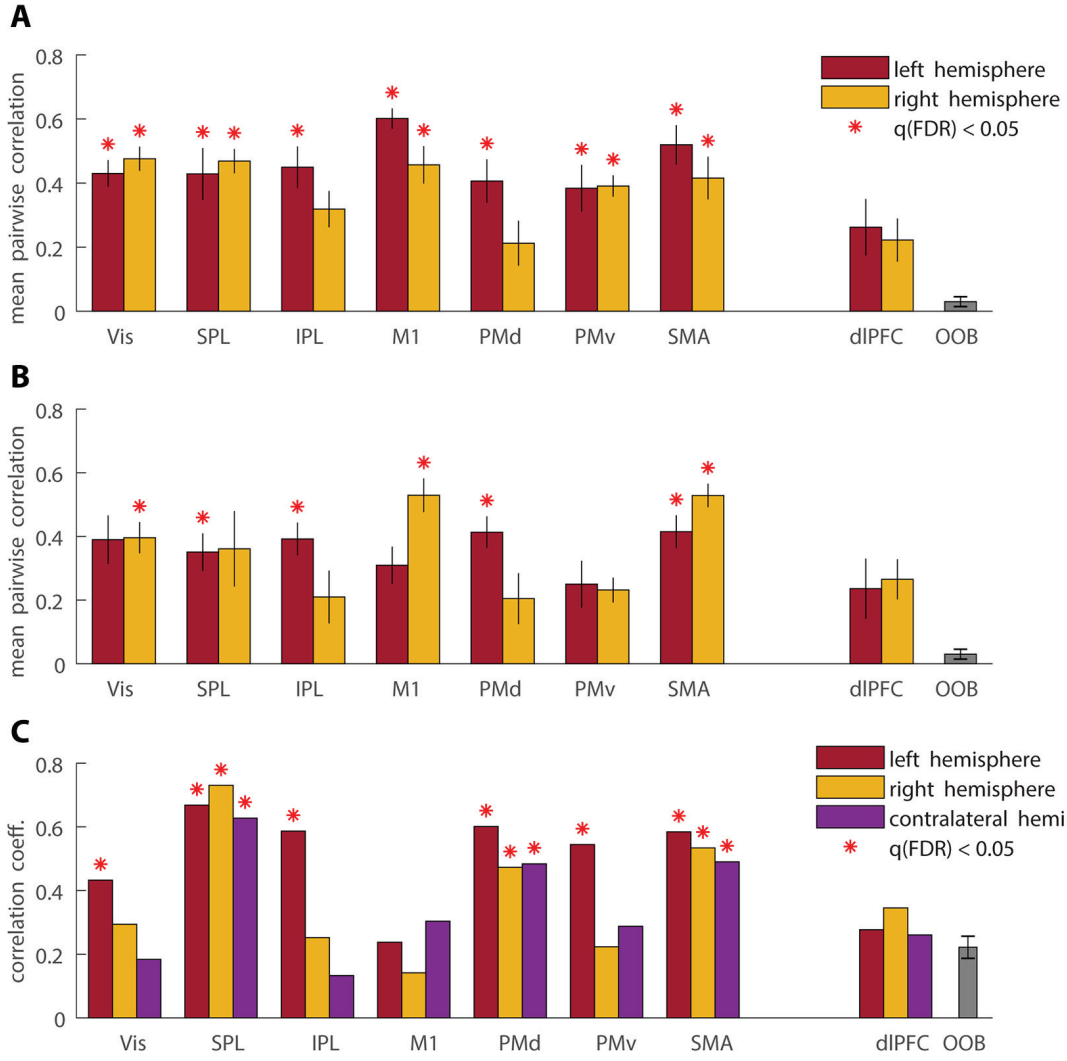 A
mean pairwise correlation
0.8
0.6
0.4
0.2
0
left hemisphere
right hemisphere
* q(FDR) < 0.05
* * * * * * * * * * * *
Vis SPL IPL M1 PMd PMv SMA dlPFC OOB
B
mean pairwise correlation
0.8
0.6
0.4
0.2
0
* * * * * * *
Vis SPL IPL M1 PMd PMv SMA dlPFC OOB
C
correlation coeff.
0.8
0.6
0.4
0.2
0
left hemisphere
right hemisphere
contralateral hemi
* q(FDR) < 0.05
* * * * * * * * * * * *
Vis SPL IPL M1 PMd PMv SMA dlPFC OOB